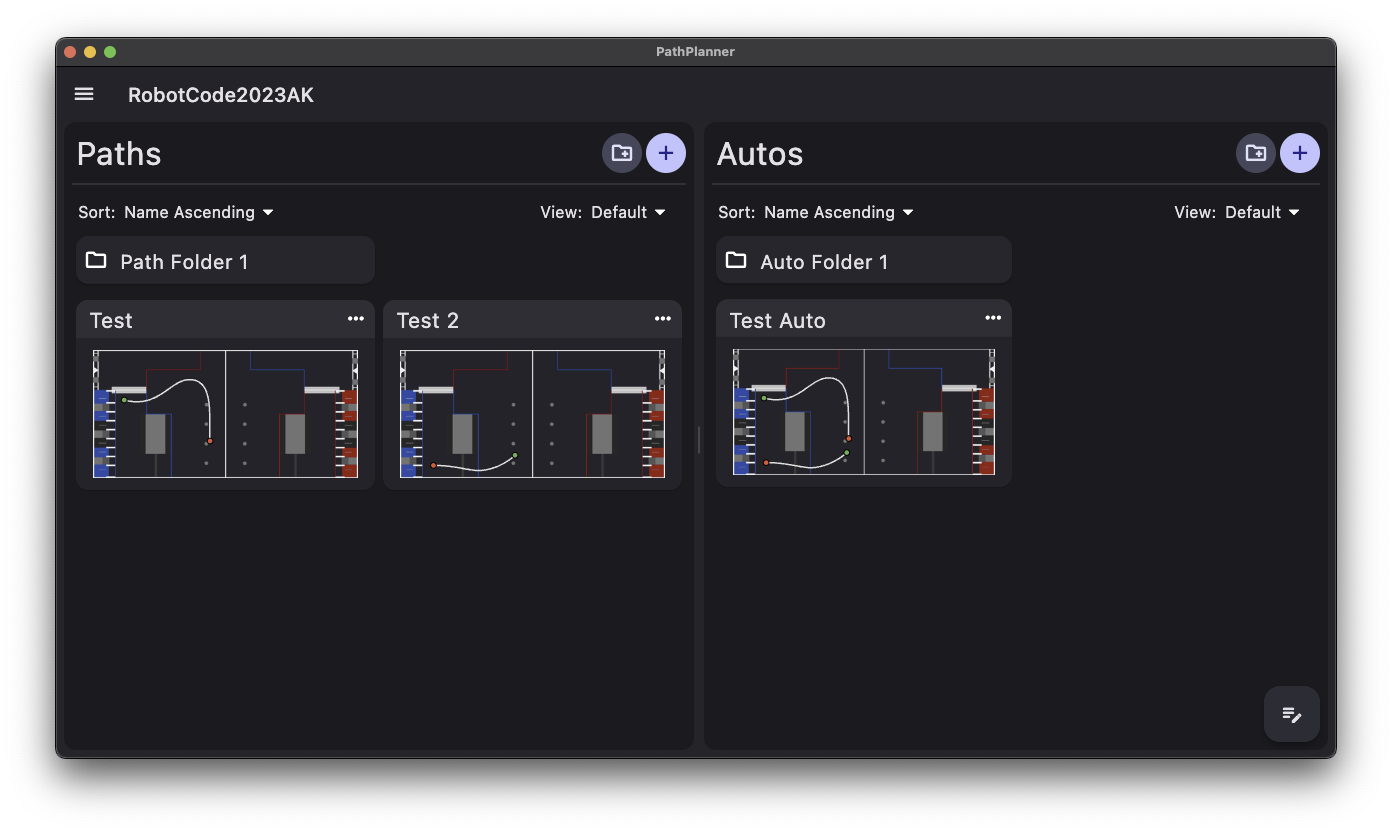 PathPlanner
RobotCode2023AK
Paths
Sort: Name Ascending
View: Default
Path Folder 1
Test
Test 2
Autos
Sort: Name Ascending
View: Default
Auto Folder 1
Test Auto